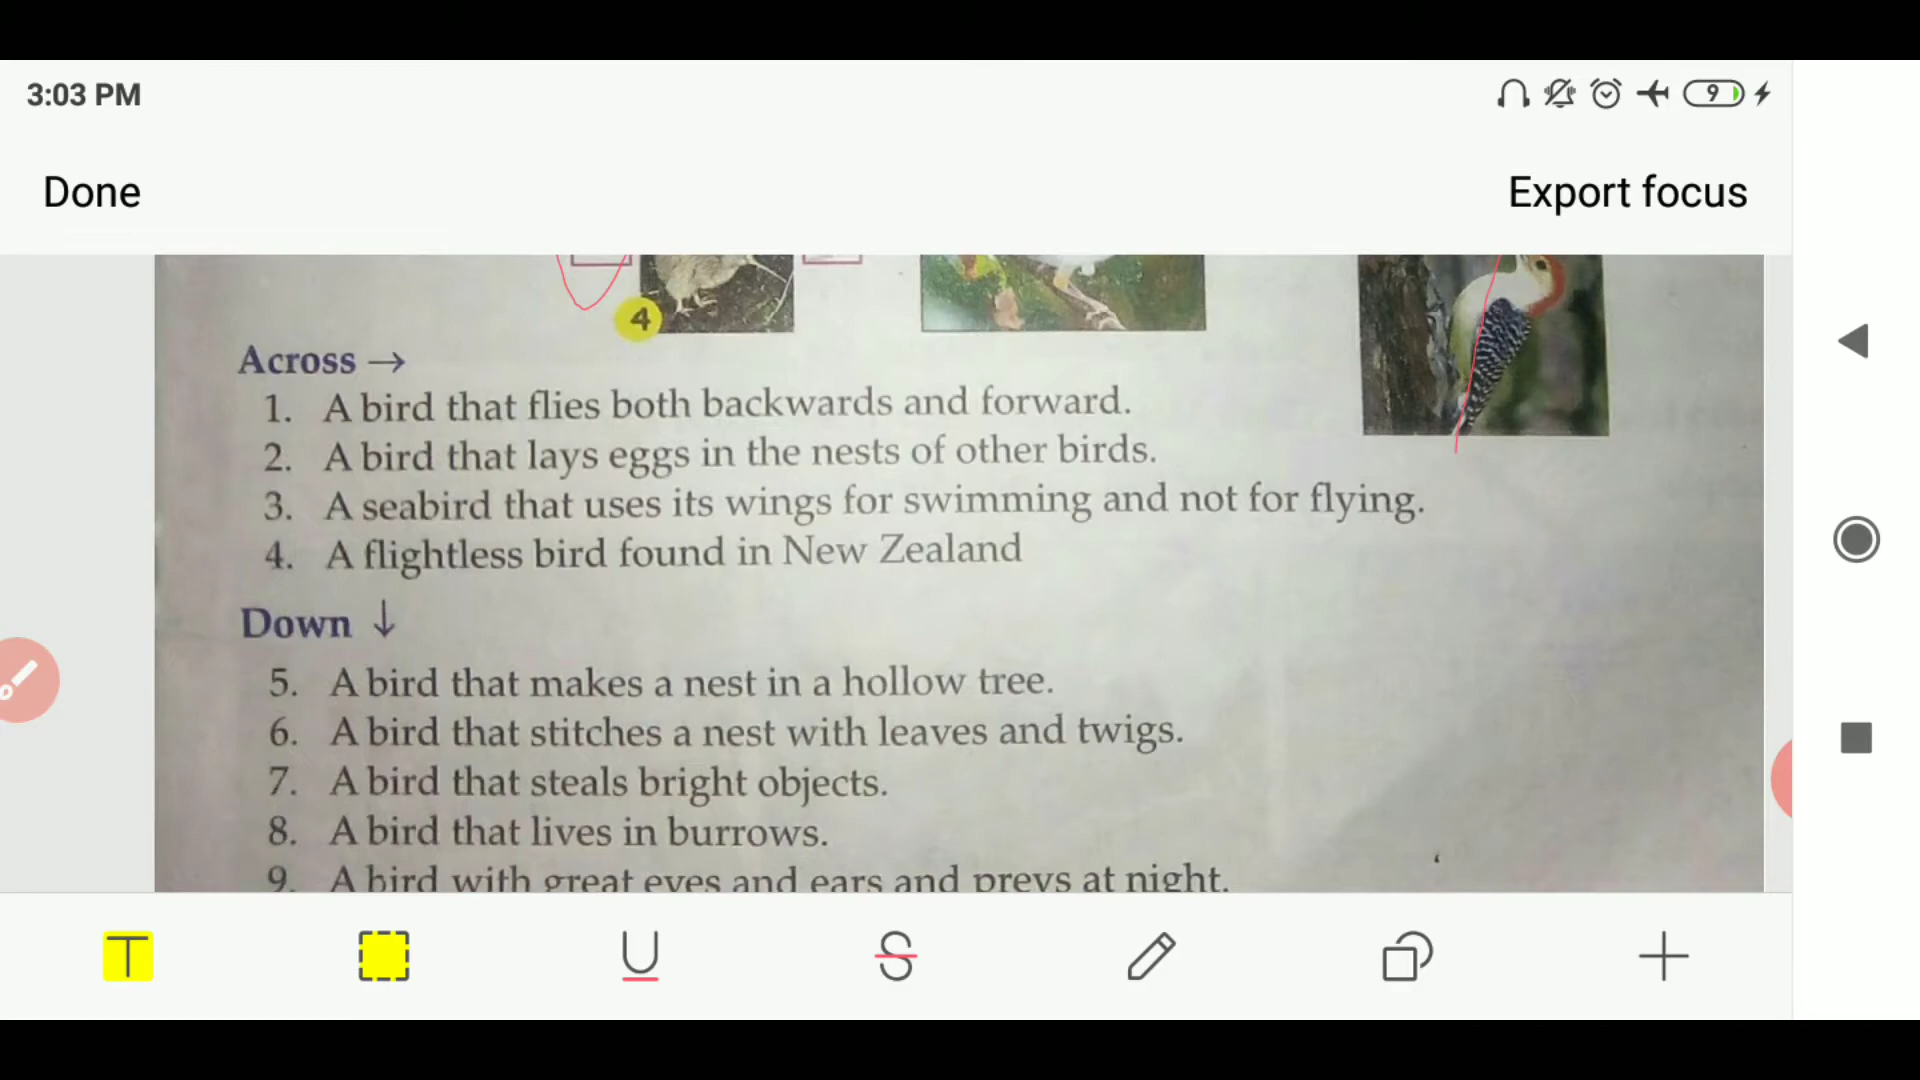 3:03 PM
9
Done
Export focus
4
Across →
1. A bird that flies both backwards and forward.
2. A bird that lays eggs in the nests of other birds.
3. A seabird that uses its wings for swimming and not for flying.
4. A flightless bird found in New Zealand
Down ↓
5. A bird that makes a nest in a hollow tree.
6. A bird that stitches a nest with leaves and twigs.
7. A bird that steals bright objects.
8. A bird that lives in burrows.
9. A bird with great eyes and ears and preys at night.
T
U
S